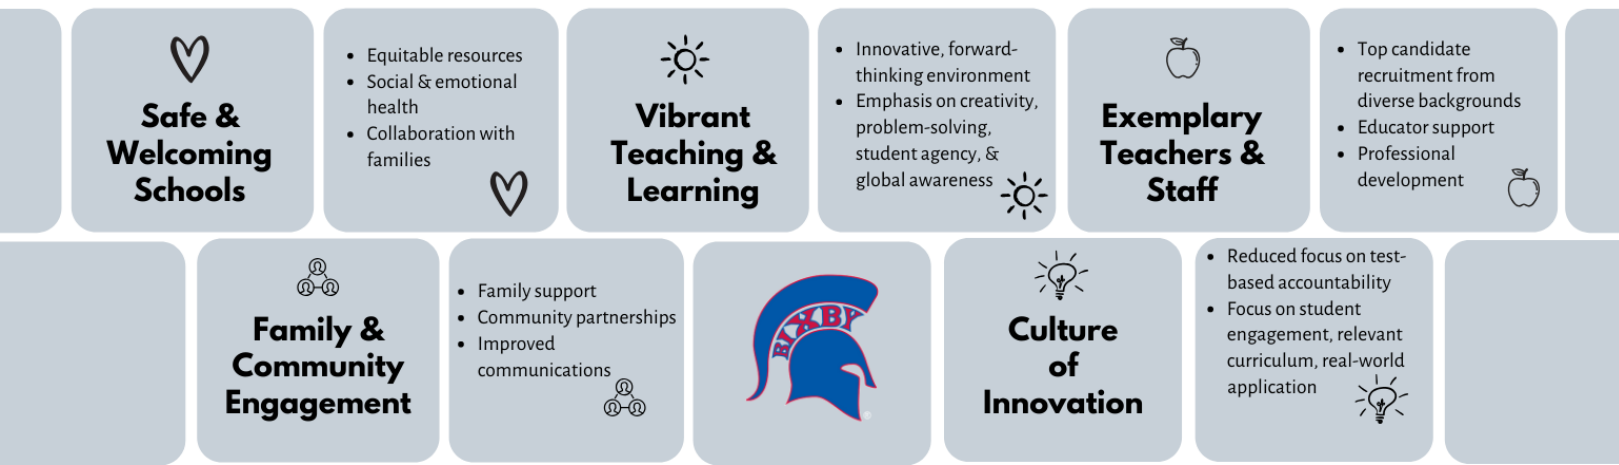 Safe &
Welcoming
Schools
• Equitable resources
• Social & emotional
health
• Collaboration with
families
Vibrant
Teaching &
Learning
• Innovative, forward-
thinking environment
• Emphasis on creativity,
problem-solving,
student agency, &
global awareness
Exemplary
Teachers &
Staff
• Top candidate
recruitment from
diverse backgrounds
• Educator support
• Professional
development
Family &
Community
Engagement
• Family support
• Community partnerships
• Improved
communications
BIXBY
®
Culture
of
Innovation
• Reduced focus on test-
based accountability
• Focus on student
engagement, relevant
curriculum, real-world
application